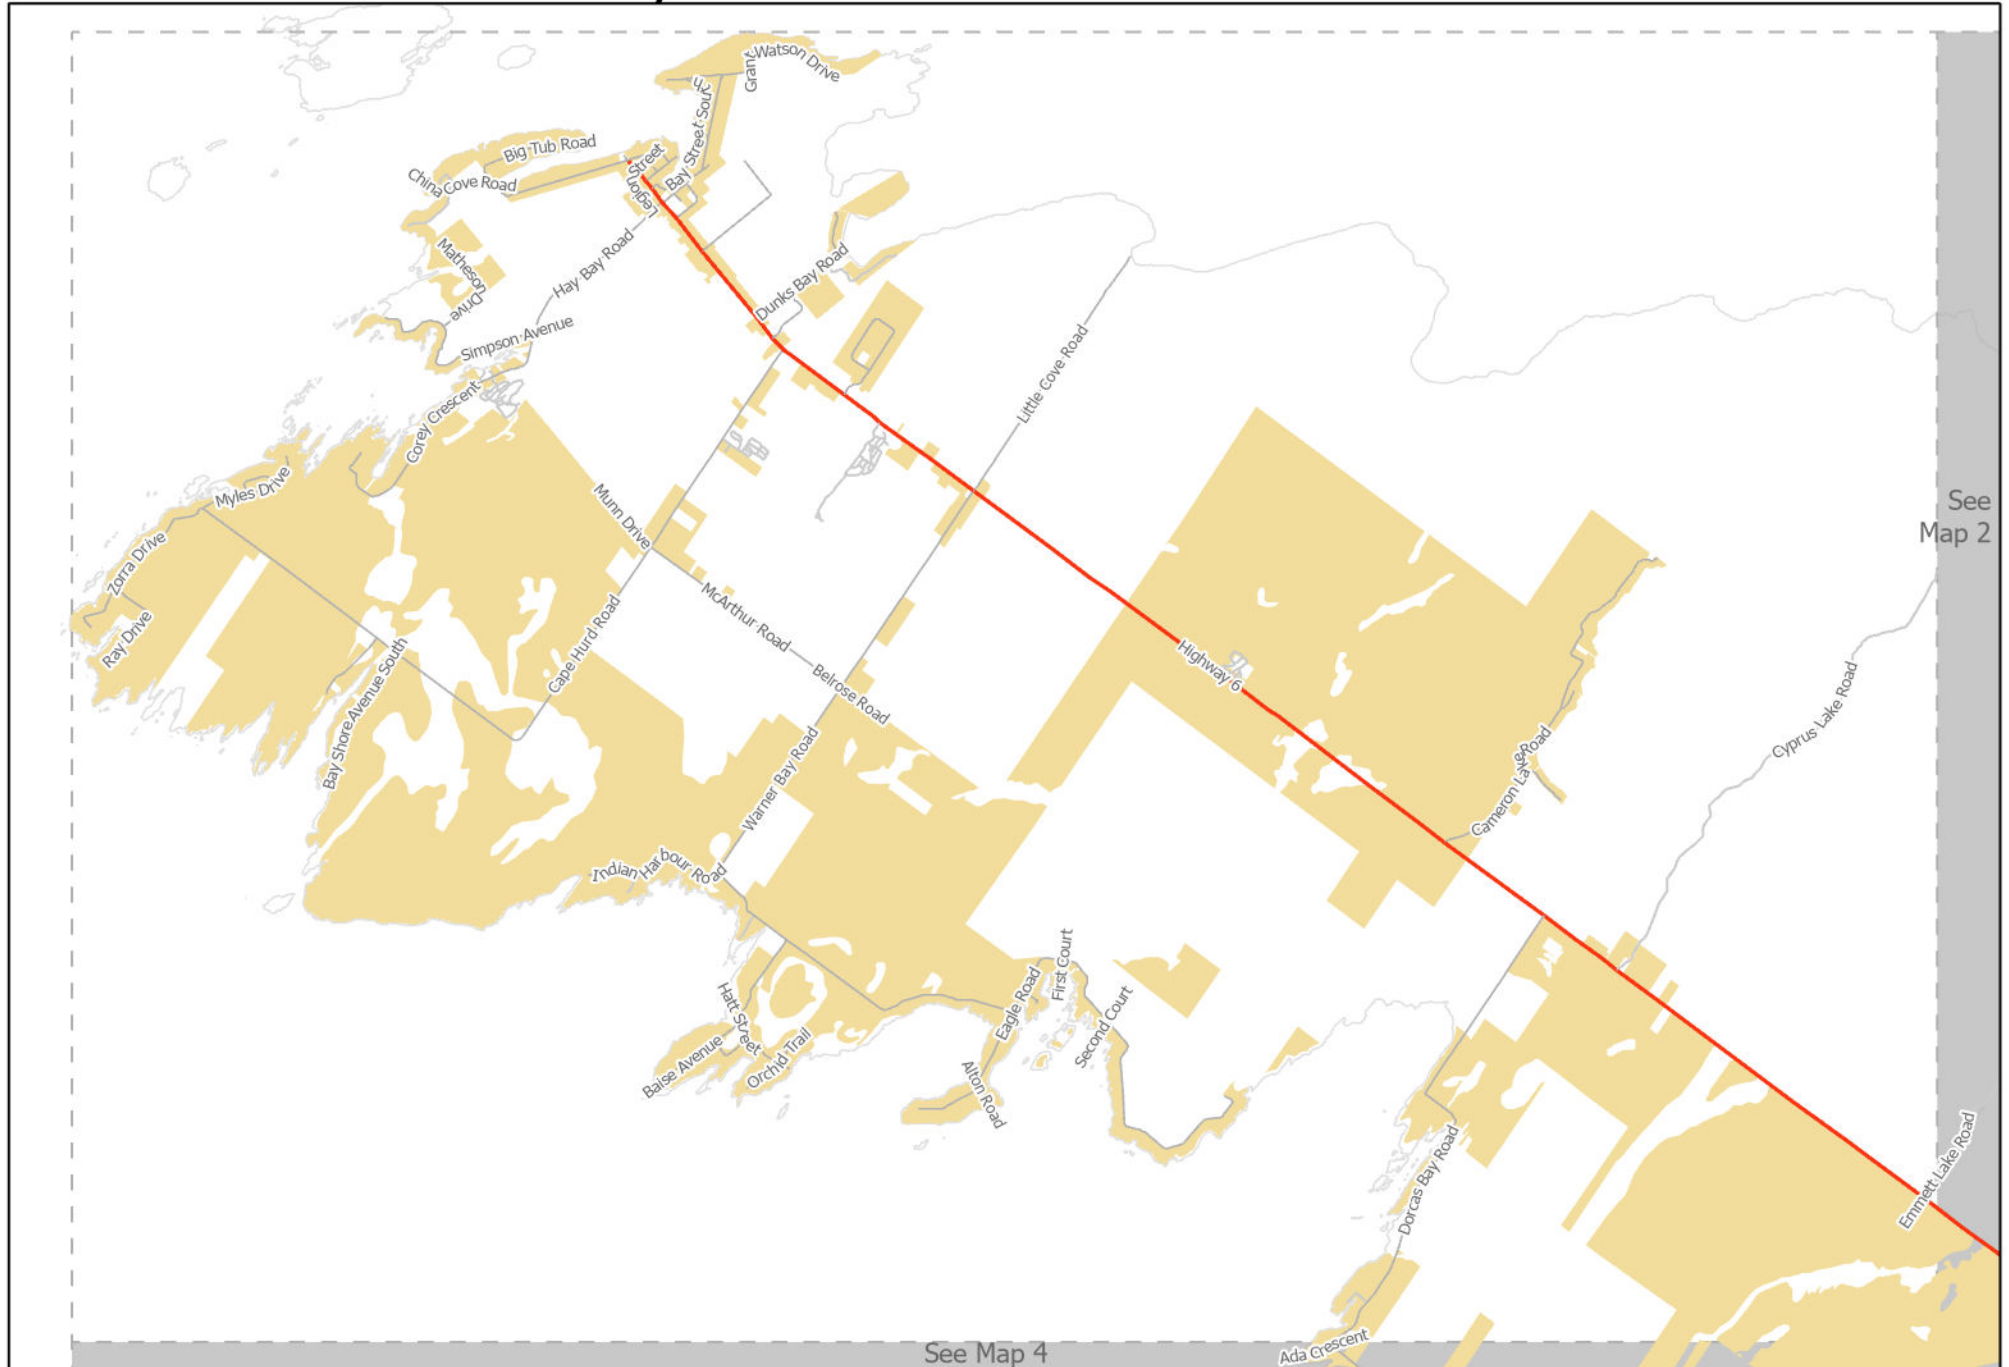 Watson Drive
Grant
Bay Street South
Big Tub Road
Street
Legion
China Cove Road
Matheson Drive
Hay Bay Road
Dunks Bay Road
Simpson Avenue
Little Cove Road
Corey Crescent
Myles Drive
Munn Drive
See
Map 2
Zorra Drive
Ray Drive
Cape Hurd Road
McArthur Road
Belrose Road
Highway 6
Bay Shore Avenue South
Warner Bay Road
Cameron Lake Road
Cyprus Lake Road
Indian Harbour Road
Hatt Street
Baise Avenue
Orchid Trail
Eagle Road
First Court
Second Court
Alton Road
Dorcas Bay Road
Emmett Lake Road
Ada Crescent
See Map 4